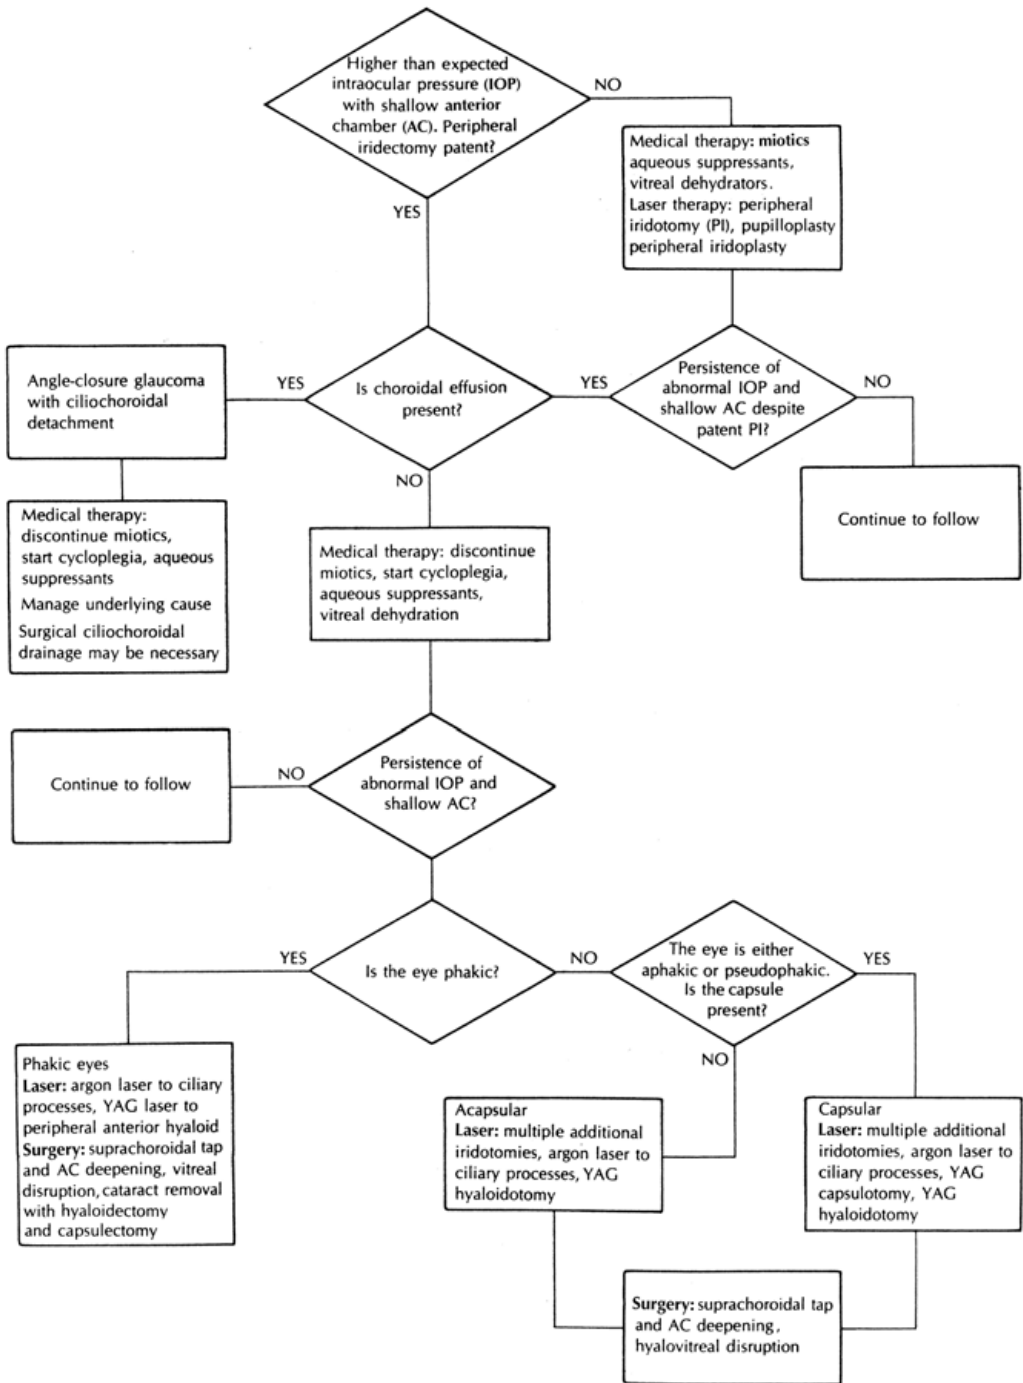 Higher than expected
intraocular pressure (IOP)
with shallow anterior
chamber (AC). Peripheral
iridectomy patent?
NO
YES
Medical therapy: miotics
aqueous suppressants,
vitreal dehydrators.
Laser therapy: peripheral
iridotomy (PI), pupilloplasty
peripheral iridoplasty
Angle-closure glaucoma
with ciliochoroidal
detachment
YES
Is choroidal effusion
present?
YES
Persistence of
abnormal IOP and
shallow AC despite
patent PI?
NO
NO
Continue to follow
Medical therapy:
discontinue miotics,
start cycloplegia, aqueous
suppressants
Manage underlying cause
Surgical ciliochoroidal
drainage may be necessary
Medical therapy: discontinue
miotics, start cycloplegia,
aqueous suppressants,
vitreal dehydration
Continue to follow
NO
Persistence of
abnormal IOP and
shallow AC?
YES
Is the eye phakic?
NO
The eye is either
aphakic or pseudophakic.
Is the capsule
present?
YES
NO
Phakic eyes
Laser: argon laser to ciliary
processes, YAG laser to
peripheral anterior hyaloid
Surgery: suprachoroidal tap
and AC deepening, vitreal
disruption, cataract removal
with hyaloidectomy
and capsulectomy
Acapsular
Laser: multiple additional
iridotomies, argon laser to
ciliary processes, YAG
hyaloidotomy
Capsular
Laser: multiple additional
iridotomies, argon laser to
ciliary processes, YAG
capsulotomy, YAG
hyaloidotomy
Surgery: suprachoroidal tap
and AC deepening,
hyalovitreal disruption